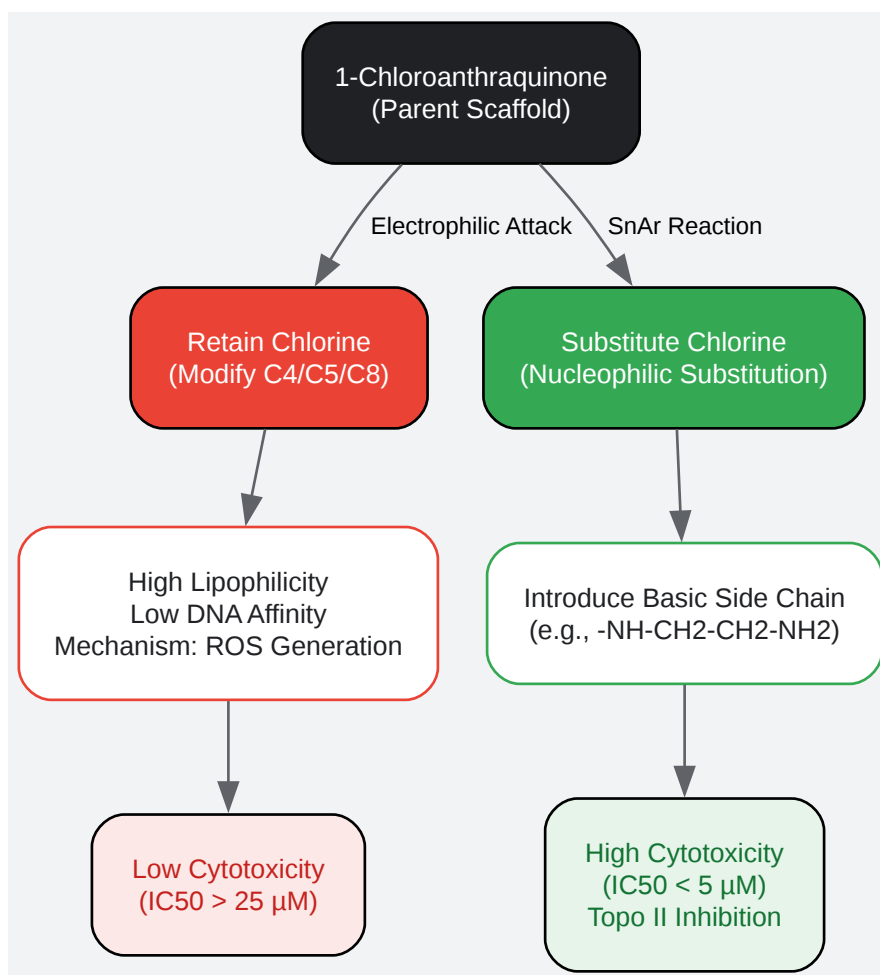 1-Chloroanthraquinone
(Parent Scaffold)
Electrophilic Attack
SnAr Reaction
Retain Chlorine
(Modify C4/C5/C8)
Substitute Chlorine
(Nucleophilic Substitution)
High Lipophilicity
Low DNA Affinity
Mechanism: ROS Generation
Introduce Basic Side Chain
(e.g., -NH-CH2-CH2-NH2)
Low Cytotoxicity
(IC50 > 25 µM)
High Cytotoxicity
(IC50 < 5 µM)
Topo II Inhibition